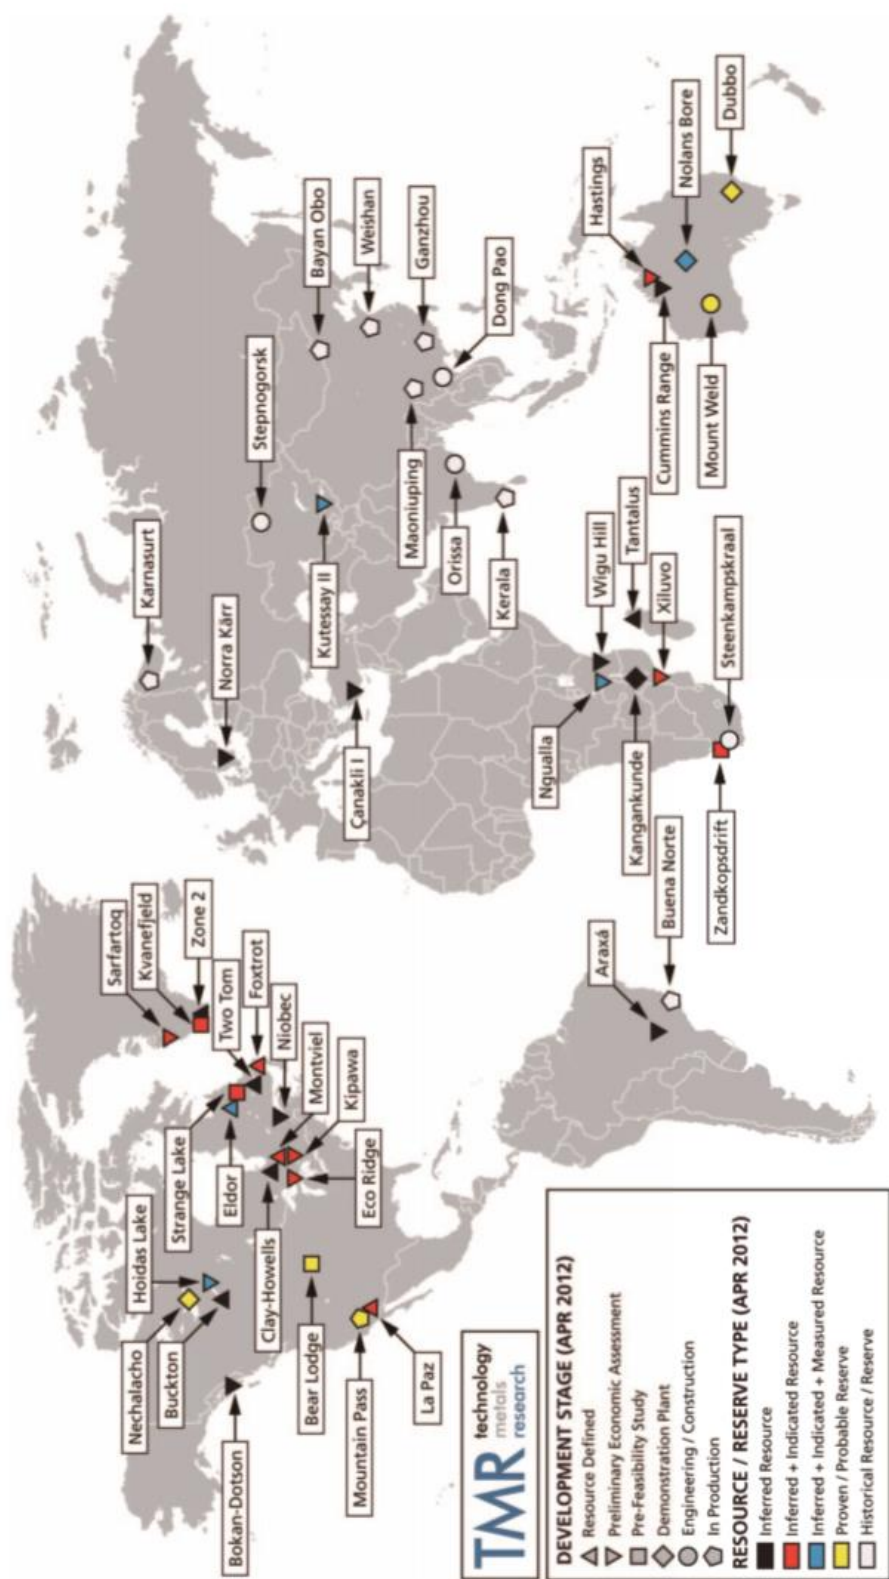 Sarfartoq
Kvanefjeld
Zone 2
Two Tom
Foxtrot
Niobec
Montviel
Kipawa
Strange Lake
Eldor
Eco Ridge
Hoidas Lake
Clay-Howells
Nechalacho
Buckton
Bear Lodge
Mountain Pass
La Paz
Bokan-Dotson
Karnasurt
Norra Kärr
Stepnogorsk
Bayan Obo
Weishan
Ganzhou
Dong Pao
Kutessay II
Maoniuping
Orissa
Kerala
Çanakli I
Wigu Hill
Tantalus
Xiluvo
Steenkampskraal
Ngualla
Kangankunde
Zandkopsdrift
Buena Norte
Araxá
Hastings
Nolans Bore
Dubbo
Cummins Range
Mount Weld
TMR technology
metals
research
DEVELOPMENT STAGE (APR 2012)
Resource Defined
Preliminary Economic Assessment
Pre-Feasibility Study
Demonstration Plant
Engineering / Construction
In Production
RESOURCE / RESERVE TYPE (APR 2012)
Inferred Resource
Inferred + Indicated Resource
Inferred + Indicated + Measured Resource
Proven / Probable Reserve
Historical Resource / Reserve